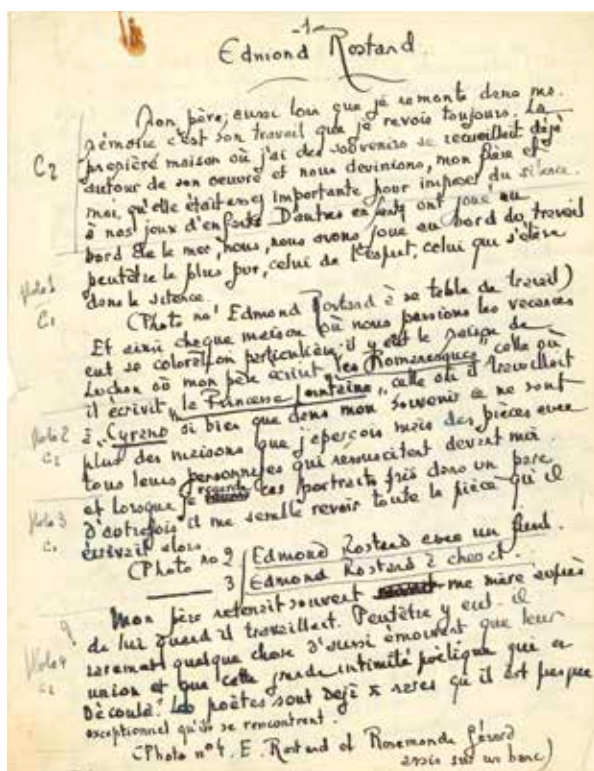 -1-
Edmond Rostand.
Mon père, aussi loin que je remonte dans ma
mémoire c'est son travail que je revois toujours. La
première maison où j'ai des souvenirs se recueillait déjà
autour de son oeuvre et nous devinions, mon frère et
C2
moi, qu'elle était assez importante pour imposer du silence
à nos jeux d'enfants. D'autres enfants ont joué au
bord de la mer, nous, nous avons joué au bord du travail
peutêtre le plus pur, celui de l'esprit, celui qui s'élève
photo 1
dans le silence.
C1
(Photo no 1 Edmond Rostand à sa table de travail)
Et ainsi chaque maison où nous passions les vacances
eut sa coloration particulière. il y eut le saison de
Luchon où mon père écrivit "les Romanesques" celle où
il écrivit "la Princesse Lointaine", celle où il travaillait
Photo 2
à "Cyrano" si bien que dans mon souvenir ce ne sont
C2
plus des maisons que j'aperçois mais des pièces avec
tous leurs personnages qui ressuscitent devant moi.
et lorsque je regarde ces portraits pris dans un parc
Photo 3
d'autrefois il me semble revoir toute la pièce qu'il
écrivait alors
(Photo no 2 Edmond Rostand avec un
3 Edmond Rostand à cheval.
Mon père retenait souvent ma mère auprès
de lui quand il travaillait. Peutêtre y eut-il
Photo 4
rarement quelque chose d'aussi émouvant que leur
union et que cette grande intimité poétique qui en
découla. Les poètes sont déjà si rares qu'il est presque
exceptionnel qu'ils se rencontrent.
(Photo no 4. E. Rostand et Rosemonde Gérard
assis sur un banc)